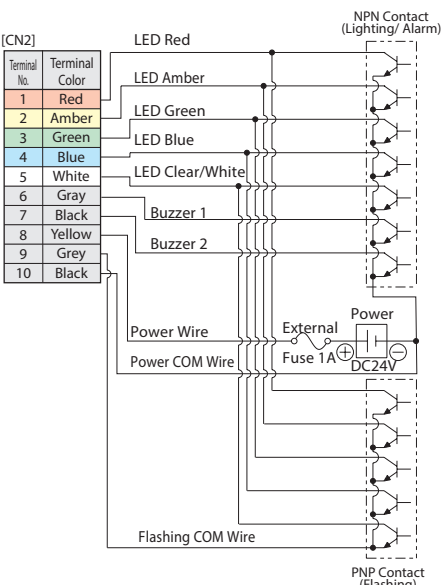 NPN Contact
(Lighting/ Alarm)
[CN2]
Terminal No.
Terminal Color
1 Red
2 Amber
3 Green
4 Blue
5 White
6 Gray
7 Black
8 Yellow
9 Grey
10 Black
LED Red
LED Amber
LED Green
LED Blue
LED Clear/White
Buzzer 1
Buzzer 2
Power Wire
External
Fuse 1A
Power
DC24V
Power COM Wire
Flashing COM Wire
PNP Contact
(Flashing)